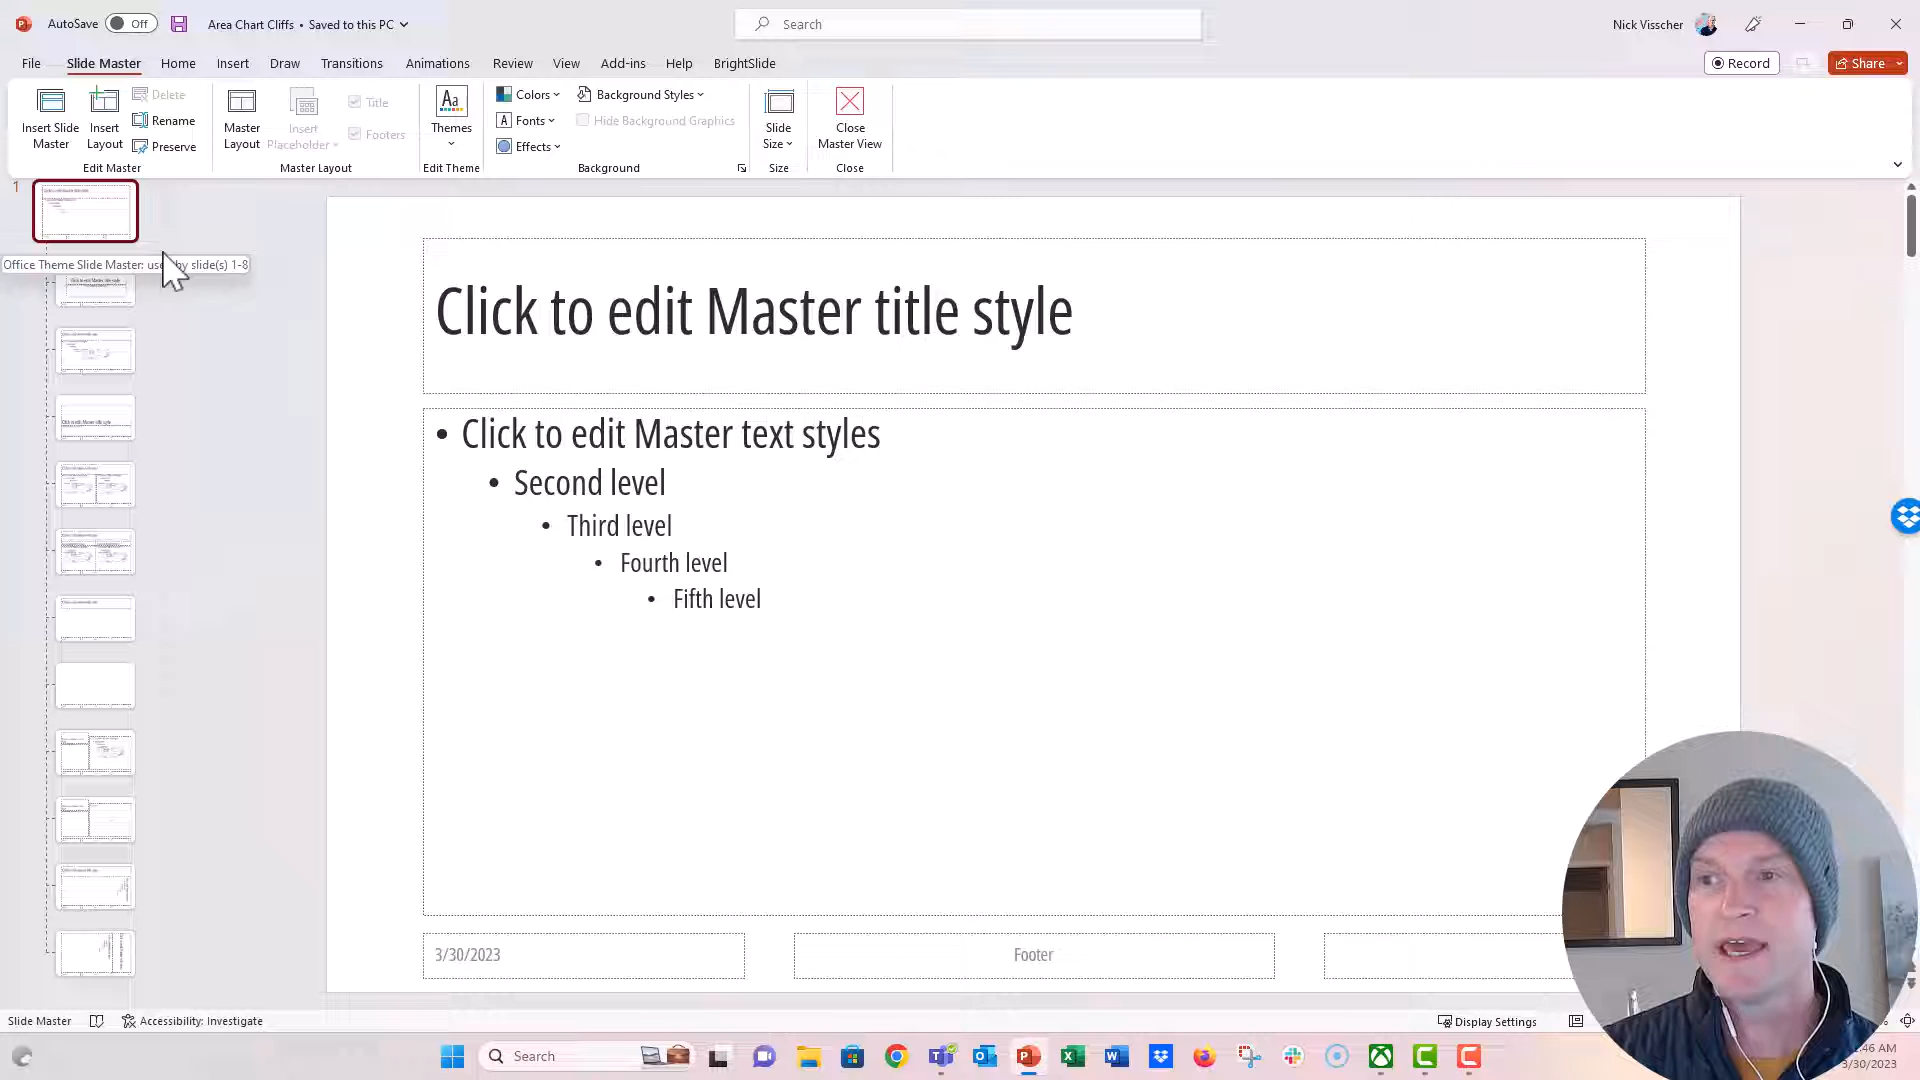 AutoSave Off Area Chart Cliffs • Saved to this PC Search Nick Visscher
File Slide Master Home Insert Draw Transitions Animations Review View Add-ins Help BrightSlide Record Share
Insert Slide Master
Insert Layout
Delete
Rename
Preserve
Edit Master
Master Layout
Insert Placeholder
Title
Footers
Master Layout
Aa
Themes
Edit Theme
Colors
A Fonts
Effects
Background Styles
Hide Background Graphics
Background
Slide Size
Size
Close Master View
Close
1
Office Theme Slide Master: use by slide(s) 1-8
Click to edit Master title style
• Click to edit Master text styles
• Second level
• Third level
• Fourth level
• Fifth level
3/30/2023
Footer
Slide Master Accessibility: Investigate Display Settings
Search
:46 AM
3/30/2023